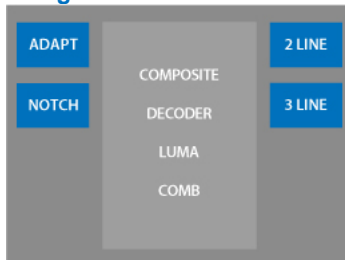 ADAPT
2 LINE
COMPOSITE
NOTCH
3 LINE
DECODER
LUMA
COMB